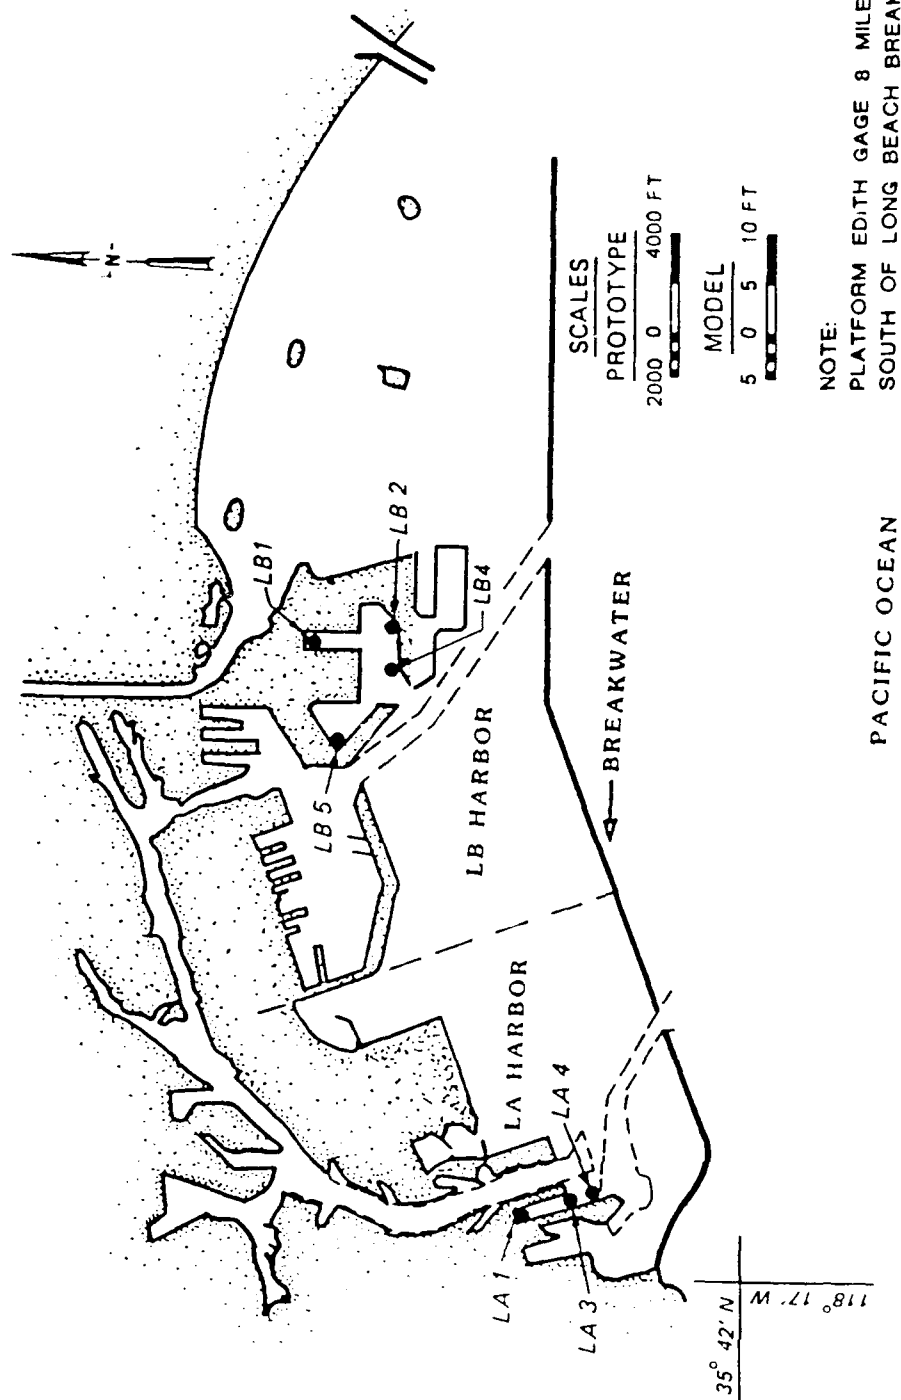 -N-
LB1
LB 2
LB4
LB 5
LB HARBOR
LA HARBOR
LA 4
LA 1
LA 3
BREAKWATER
PACIFIC OCEAN
SCALES
PROTOTYPE
2000 0 4000 FT
MODEL
5 0 5 10 FT
NOTE:
PLATFORM EDITH GAGE 8 MILE
SOUTH OF LONG BEACH BREAK
35° 42' N
118° 17' W